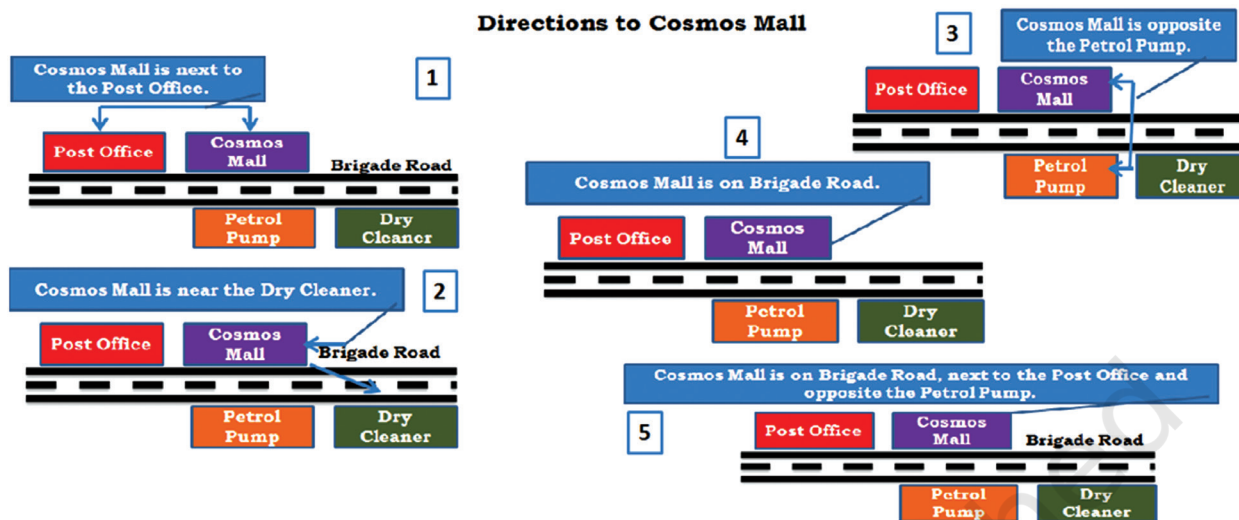 Directions to Cosmos Mall
1
Cosmos Mall is next to
the Post Office.
Post Office
Cosmos
Mall
Brigade Road
Petrol
Pump
Dry
Cleaner
2
Cosmos Mall is near the Dry Cleaner.
Post Office
Cosmos
Mall
Brigade Road
Petrol
Pump
Dry
Cleaner
3
Cosmos Mall is opposite
the Petrol Pump.
Post Office
Cosmos
Mall
Petrol
Pump
Dry
Cleaner
4
Cosmos Mall is on Brigade Road.
Post Office
Cosmos
Mall
Petrol
Pump
Dry
Cleaner
5
Cosmos Mall is on Brigade Road, next to the Post Office and
opposite the Petrol Pump.
Post Office
Cosmos
Mall
Brigade Road
Petrol
Pump
Dry
Cleaner